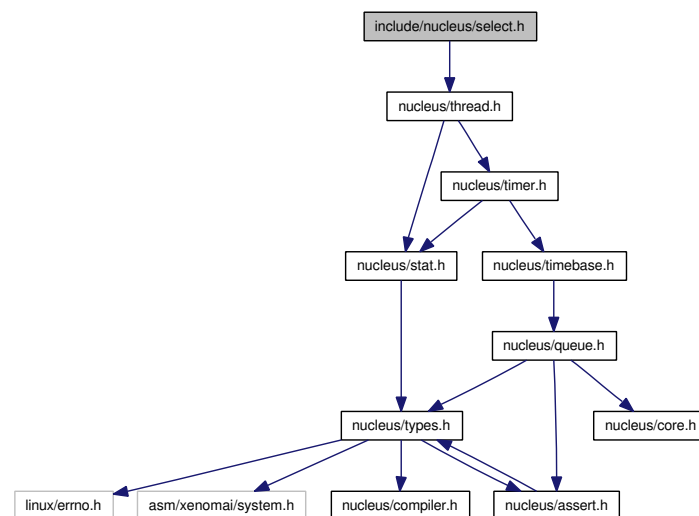 include/nucleus/select.h
nucleus/thread.h
nucleus/timer.h
nucleus/stat.h
nucleus/timebase.h
nucleus/queue.h
nucleus/types.h
nucleus/core.h
linux/errno.h
asm/xenomai/system.h
nucleus/compiler.h
nucleus/assert.h